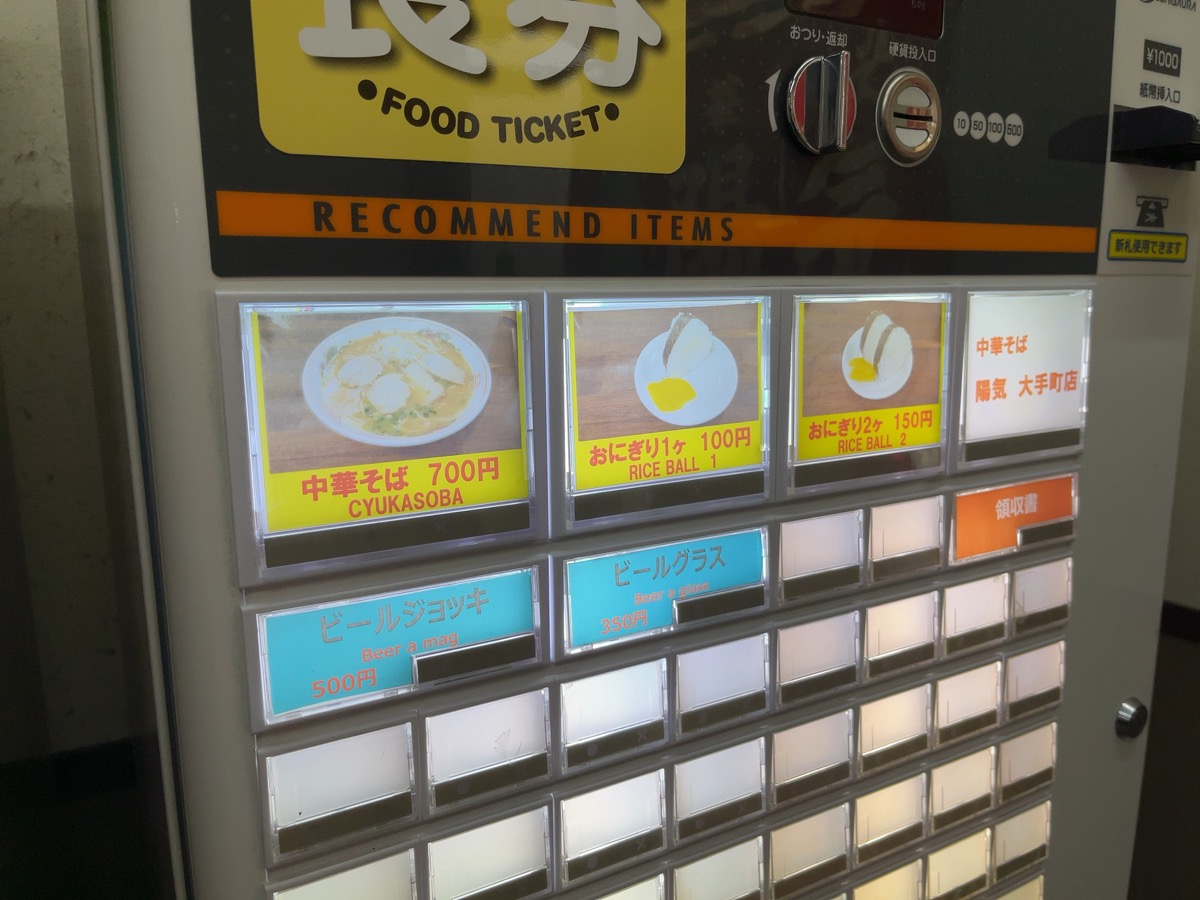 食券
•FOOD TICKET•
おつり・返却
硬貨投入口
10 50 100 500
¥1000
紙幣挿入口
新札使用できます
RECOMMEND ITEMS
中華そば 700円
CYUKASOBA
おにぎり1ヶ 100円
RICE BALL 1
おにぎり2ヶ 150円
RICE BALL 2
中華そば
陽気 大手町店
ビールジョッキ
Beer a mag
500円
ビールグラス
Beer a glass
350円
領収書